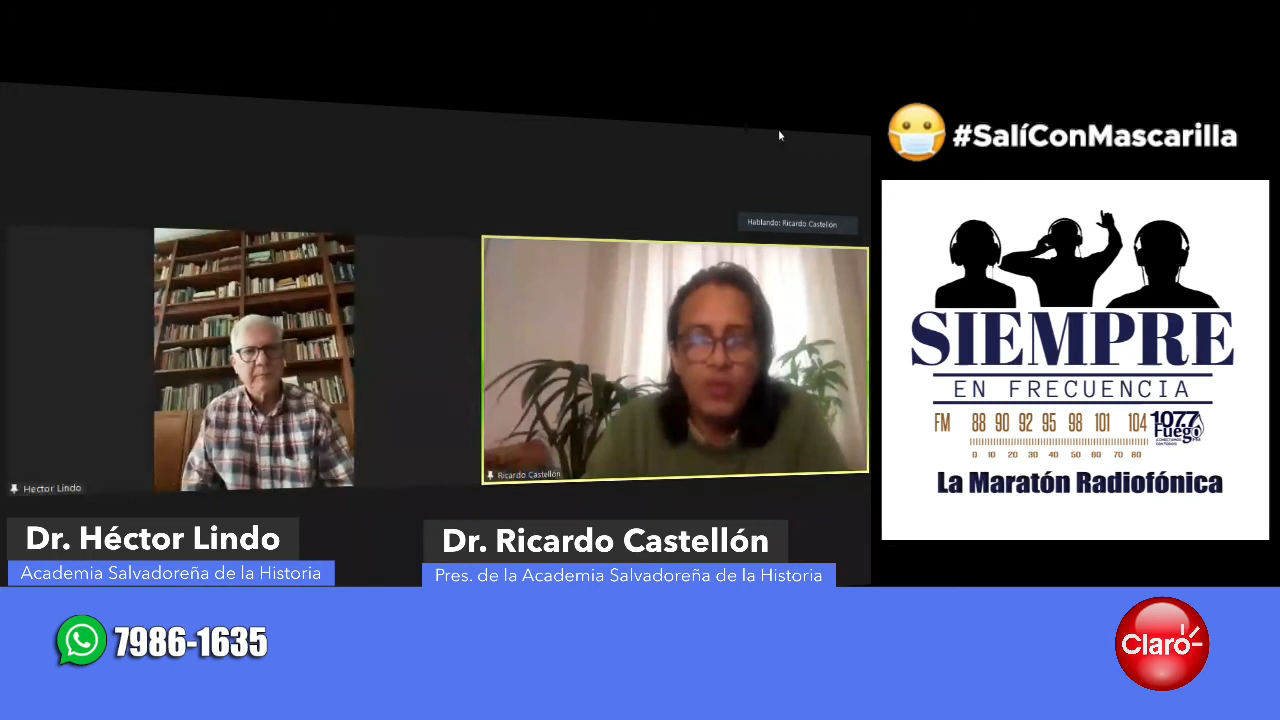 #SalíConMascarilla
Hablando: Ricardo Castellón
SIEMPRE
EN FRECUENCIA
FM 88 90 92 95 98 101 104
107.7
Fuego
0 10 20 30 40 50 60 70 80
La Maratón Radiofónica
Hector Lindo
Ricardo Castellón
Dr. Héctor Lindo
Academia Salvadoreña de la Historia
Dr. Ricardo Castellón
Pres. de la Academia Salvadoreña de la Historia
7986-1635
Claro